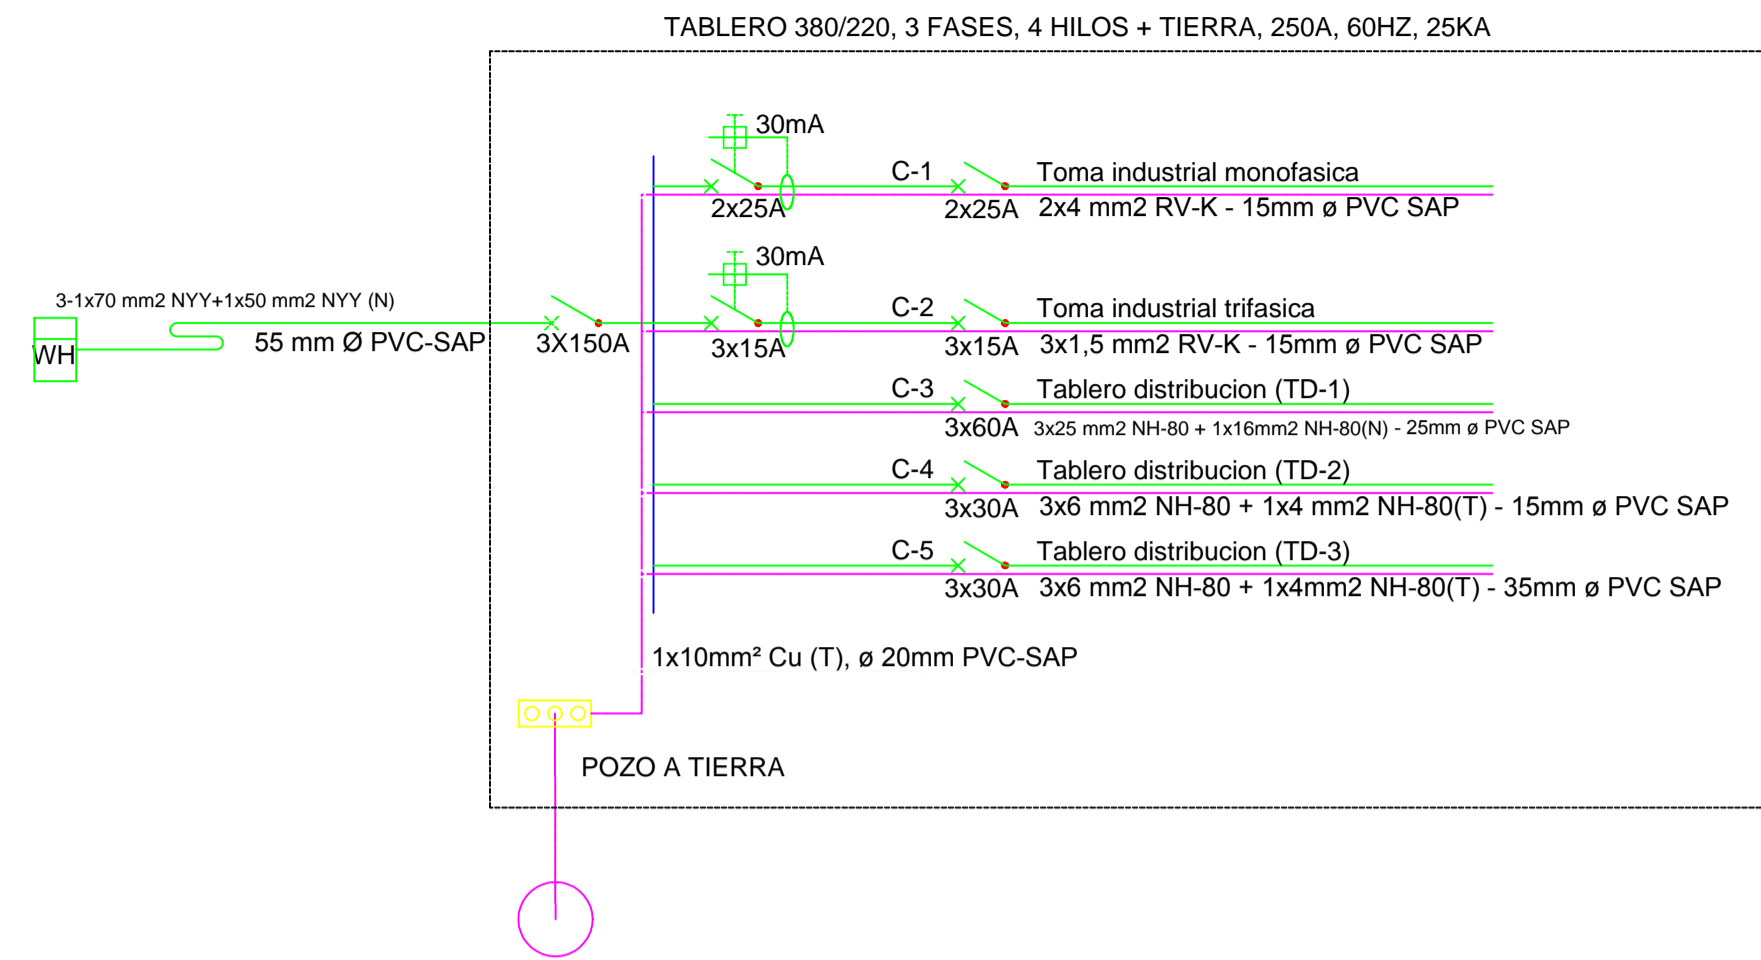 TABLERO 380/220, 3 FASES, 4 HILOS + TIERRA, 250A, 60HZ, 25KA
30mA
C-1
Toma industrial monofasica
2x25A
2x25A
2x4 mm2 RV-K - 15mm ø PVC SAP
30mA
3-1x70 mm2 NYY+1x50 mm2 NYY (N)
C-2
Toma industrial trifasica
WH
55 mm Ø PVC-SAP
3X150A
3x15A
3x15A
3x1,5 mm2 RV-K - 15mm ø PVC SAP
C-3
Tablero distribucion (TD-1)
3x60A
3x25 mm2 NH-80 + 1x16mm2 NH-80(N) - 25mm ø PVC SAP
C-4
Tablero distribucion (TD-2)
3x30A
3x6 mm2 NH-80 + 1x4 mm2 NH-80(T) - 15mm ø PVC SAP
C-5
Tablero distribucion (TD-3)
3x30A
3x6 mm2 NH-80 + 1x4mm2 NH-80(T) - 35mm ø PVC SAP
1x10mm² Cu (T), ø 20mm PVC-SAP
POZO A TIERRA